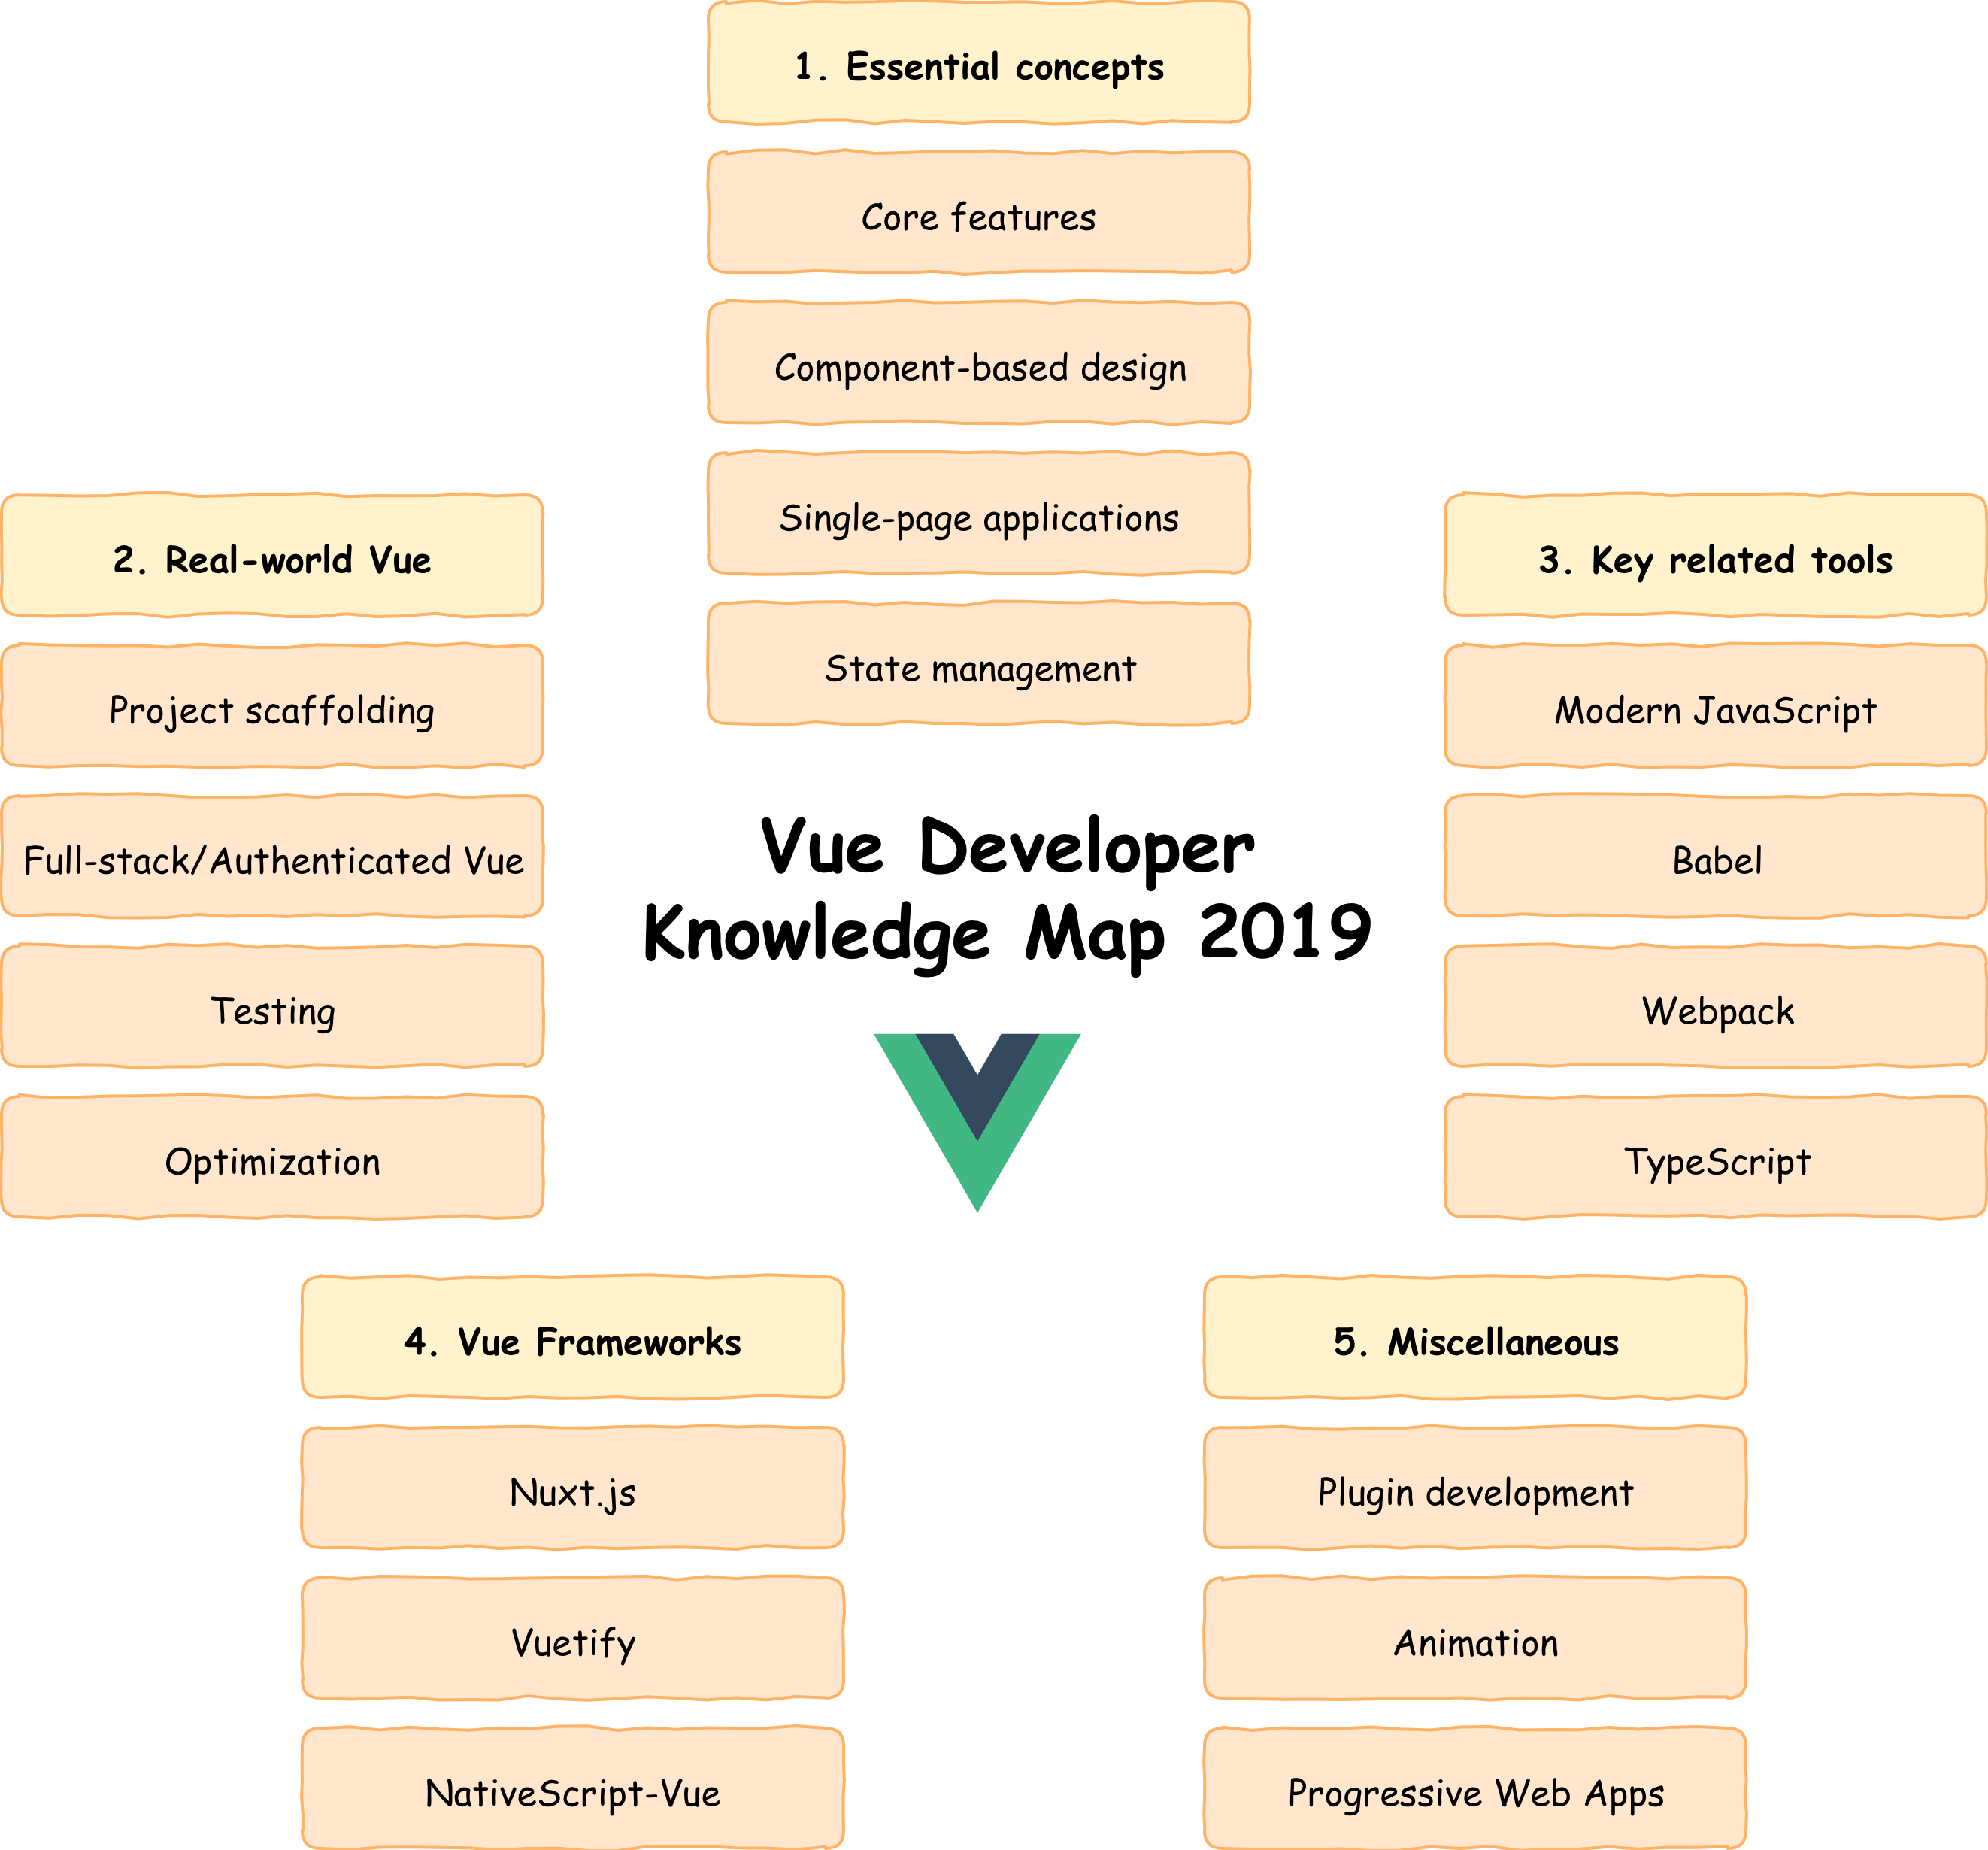 1. Essential concepts
Core features
Component-based design
Single-page applications
State management
2. Real-world Vue
Project scaffolding
Full-stack/Authenticated Vue
Testing
Optimization
3. Key related tools
Modern JavaScript
Babel
Webpack
TypeScript
Vue Developer
Knowledge Map 2019
4. Vue Frameworks
Nuxt.js
Vuetify
NativeScript-Vue
5. Miscellaneous
Plugin development
Animation
Progressive Web Apps